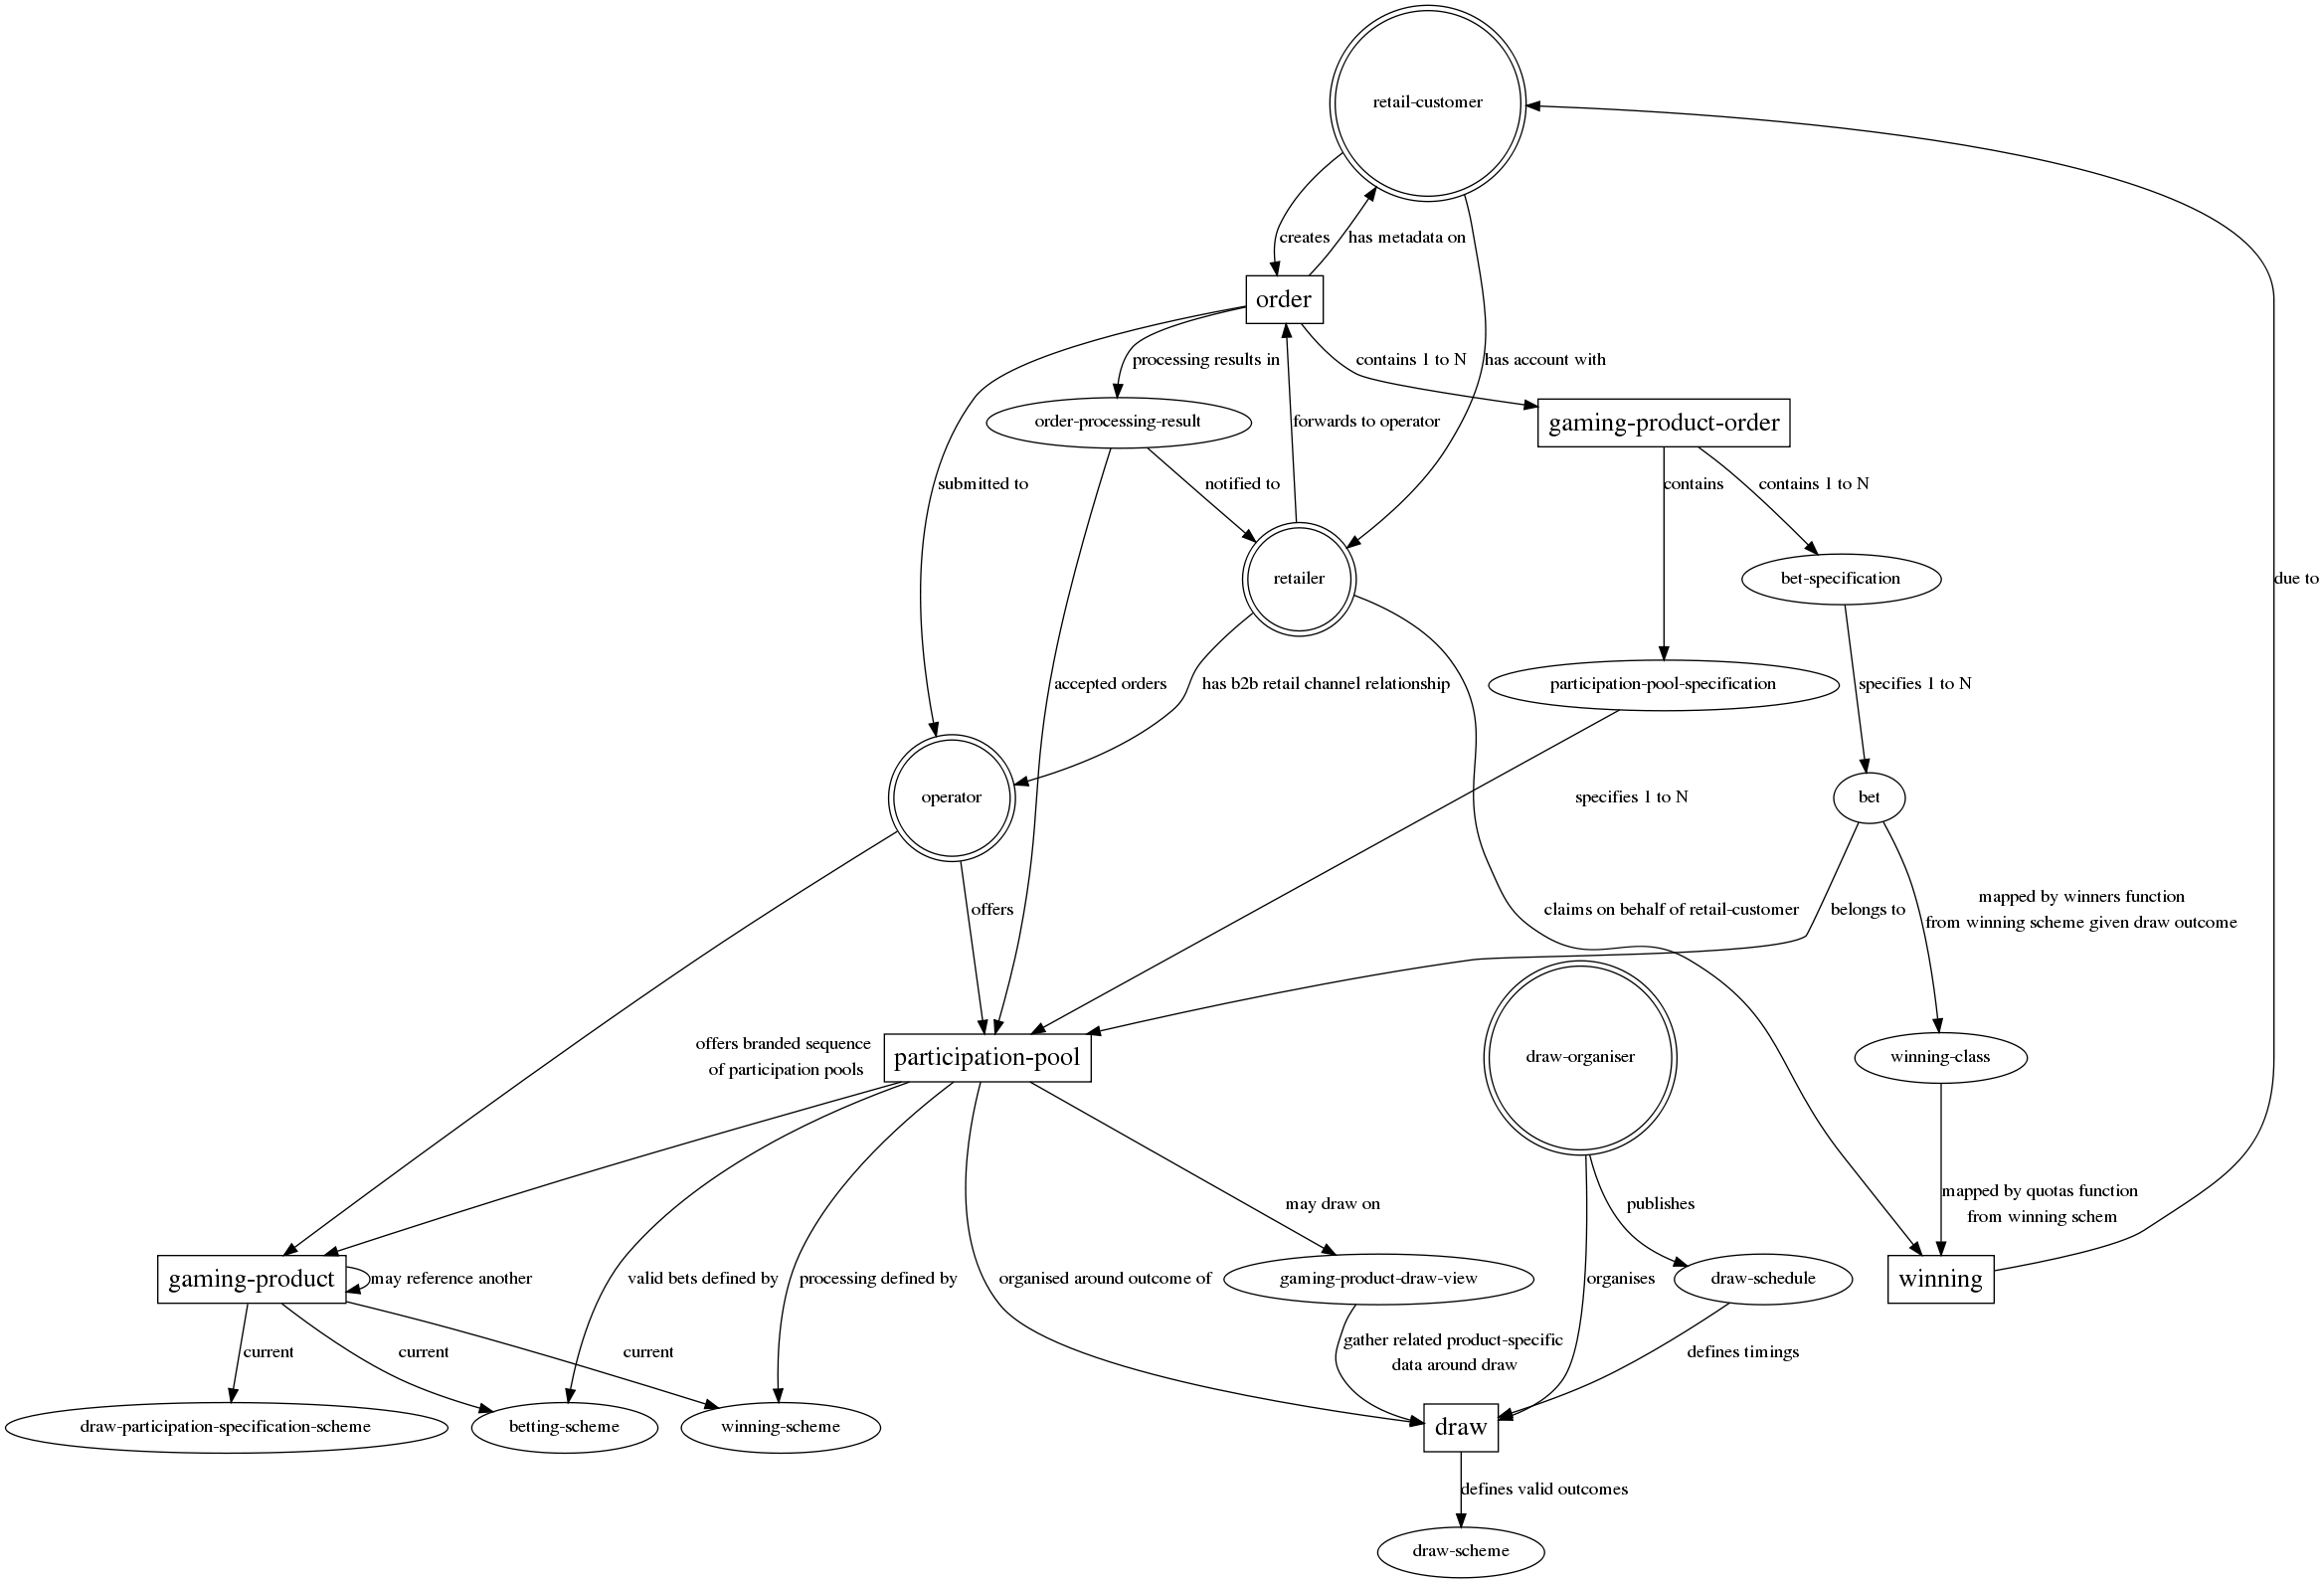 retail-customer
creates
has metadata on
order
processing results in
contains 1 to N
has account with
order-processing-result
forwards to operator
gaming-product-order
submitted to
notified to
contains
contains 1 to N
retailer
bet-specification
due to
accepted orders
has b2b retail channel relationship
participation-pool-specification
specifies 1 to N
operator
specifies 1 to N
bet
offers
claims on behalf of retail-customer
belongs to
mapped by winners function
from winning scheme given draw outcome
offers branded sequence
of participation pools
participation-pool
draw-organiser
winning-class
may draw on
publishes
mapped by quotas function
from winning schem
gaming-product
may reference another
valid bets defined by
processing defined by
organised around outcome of
gaming-product-draw-view
organises
draw-schedule
winning
current
current
current
gather related product-specific
data around draw
defines timings
draw-participation-specification-scheme
betting-scheme
winning-scheme
draw
defines valid outcomes
draw-scheme